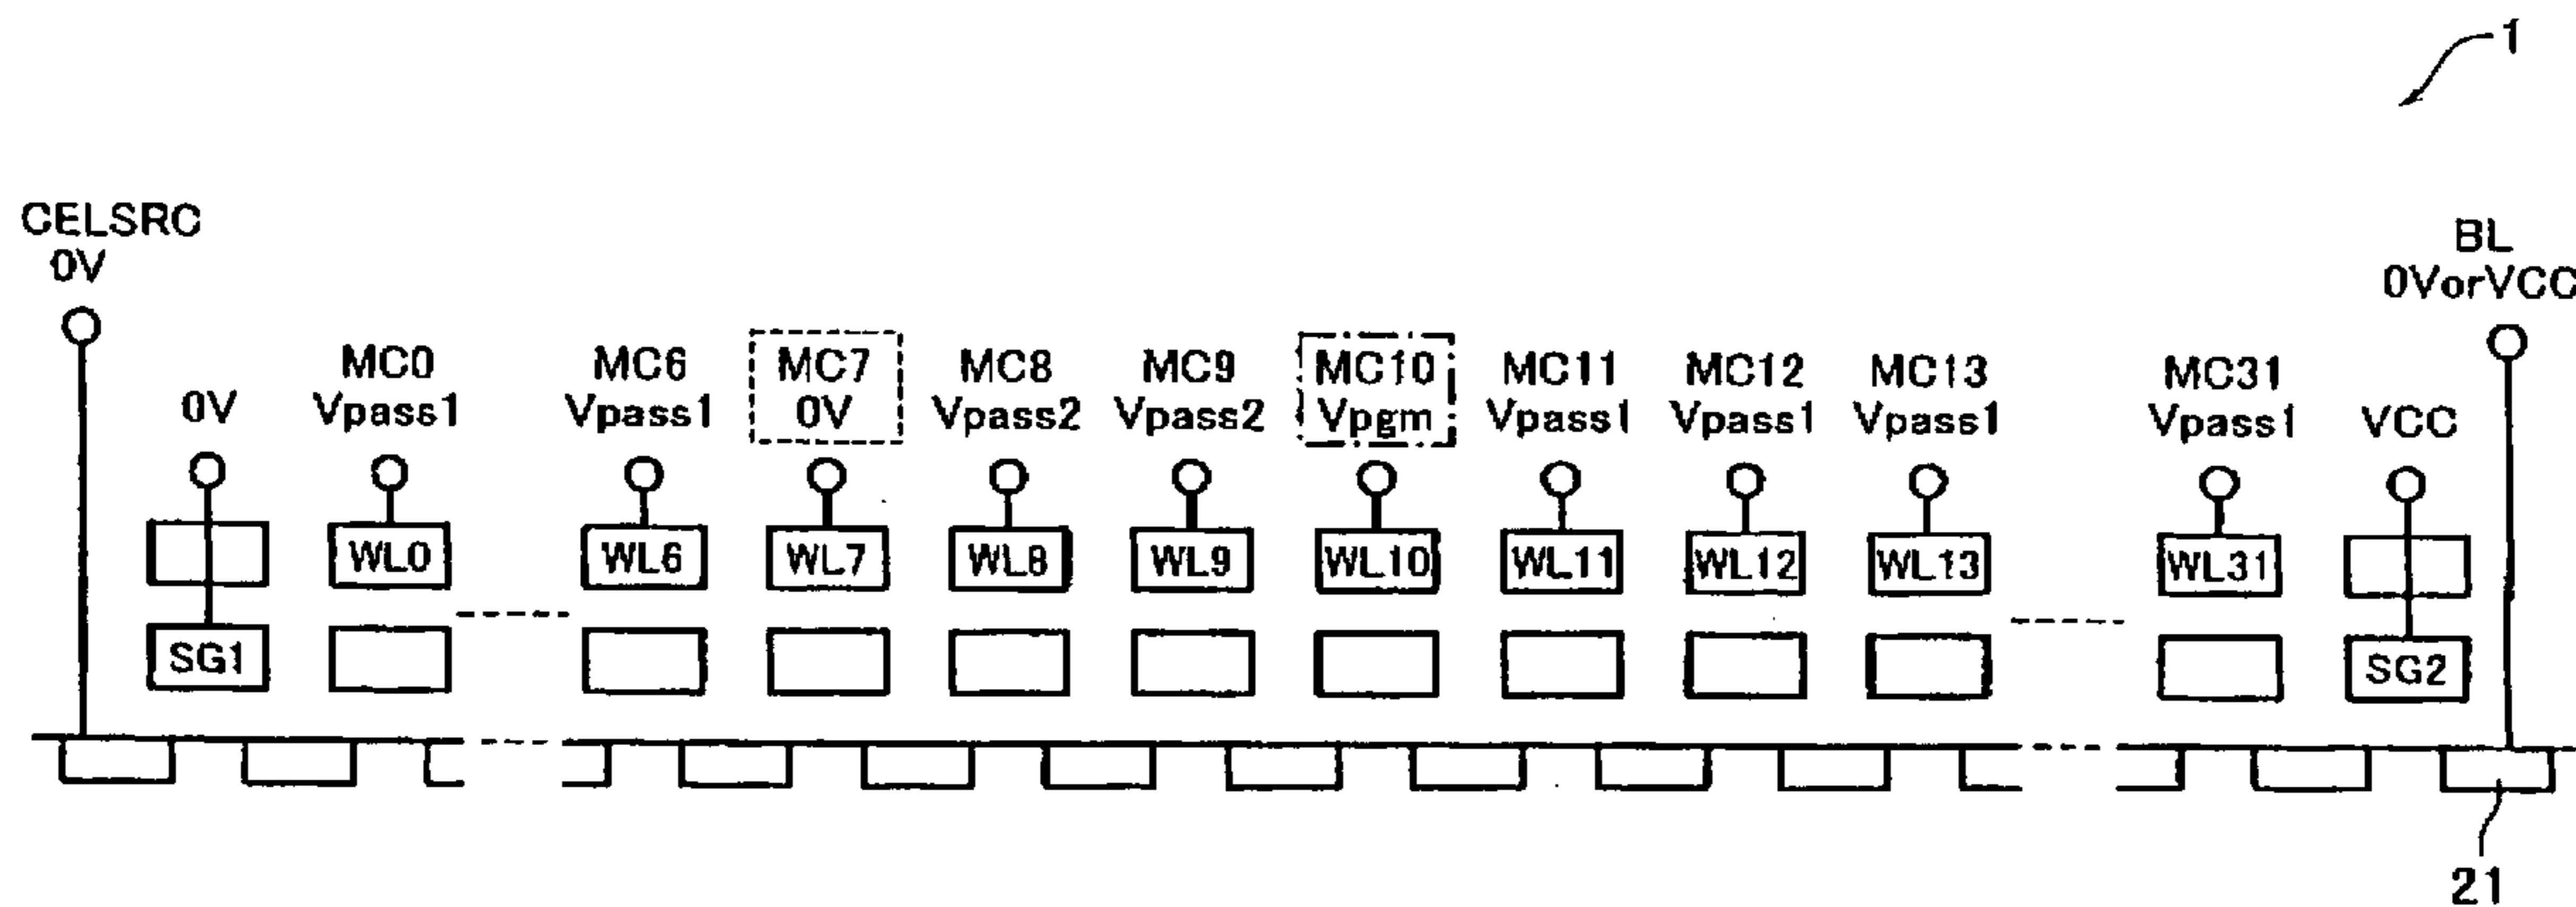 1
CELSRC
0V
BL
0VorVCC
0V
MC0
Vpass1
MC6
Vpass1
MC7
0V
MC8
Vpass2
MC9
Vpass2
MC10
Vpgm
MC11
Vpass1
MC12
Vpass1
MC13
Vpass1
MC31
Vpass1
VCC
WL0
WL6
WL7
WL8
WL9
WL10
WL11
WL12
WL13
WL31
SG1
SG2
21